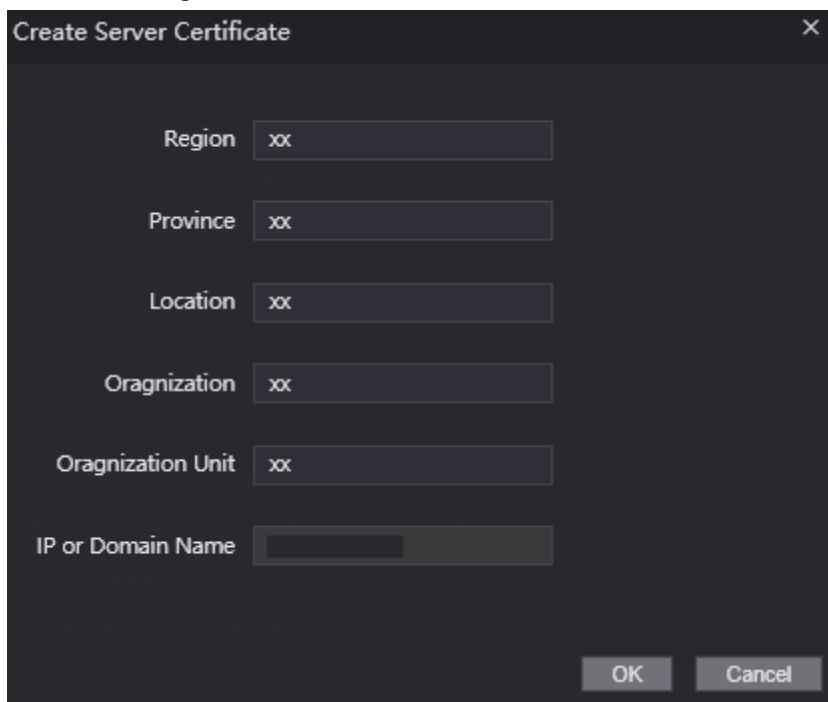 Create Server Certificate
Region xx
Province xx
Location xx
Oragnization xx
Oragnization Unit xx
IP or Domain Name
OK Cancel